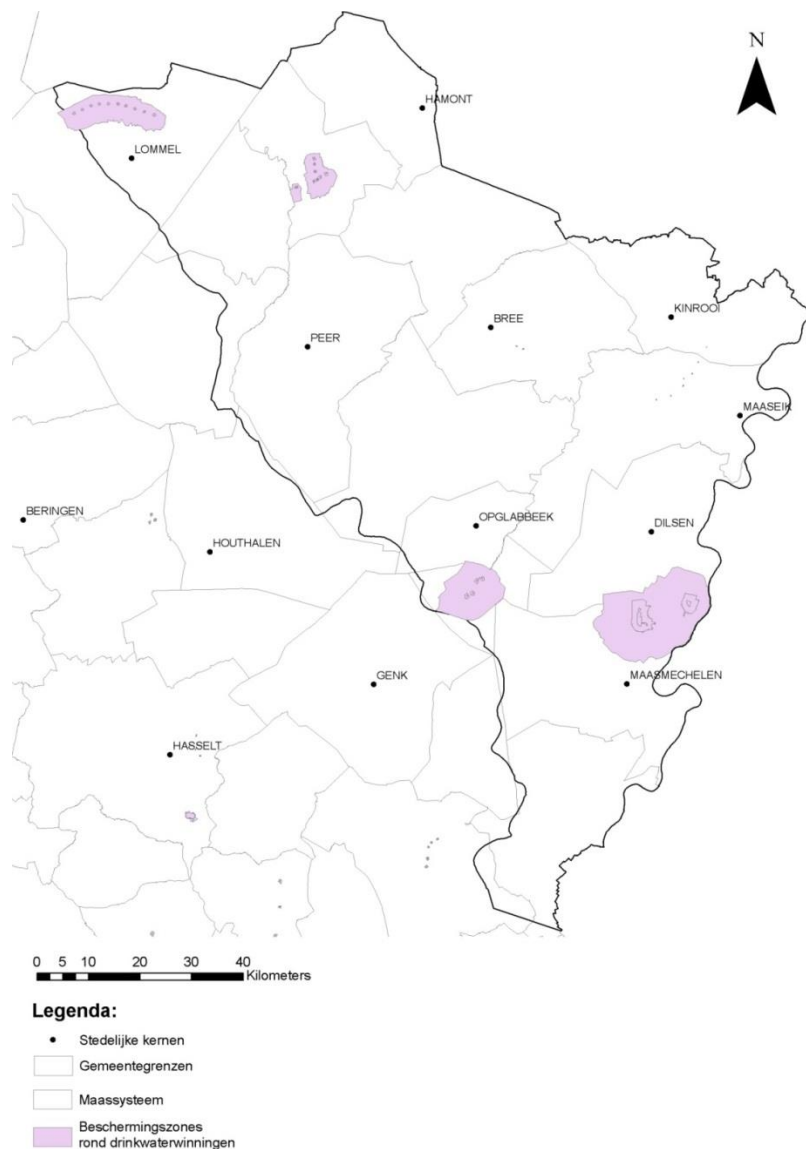 N
HAMONT
LOMMEL
KINROOI
BREE
PEER
MAASEIK
BERINGEN
OPGLABBEEK
DILSEN
HOUTHALEN
GENK
MAASMECHELEN
HASSELT
0 5 10 20 30 40
Kilometers
Legenda:
Stedelijke kernen
Gemeentegrenzen
Maassysteem
Beschermingszones
rond drinkwaterwinningen